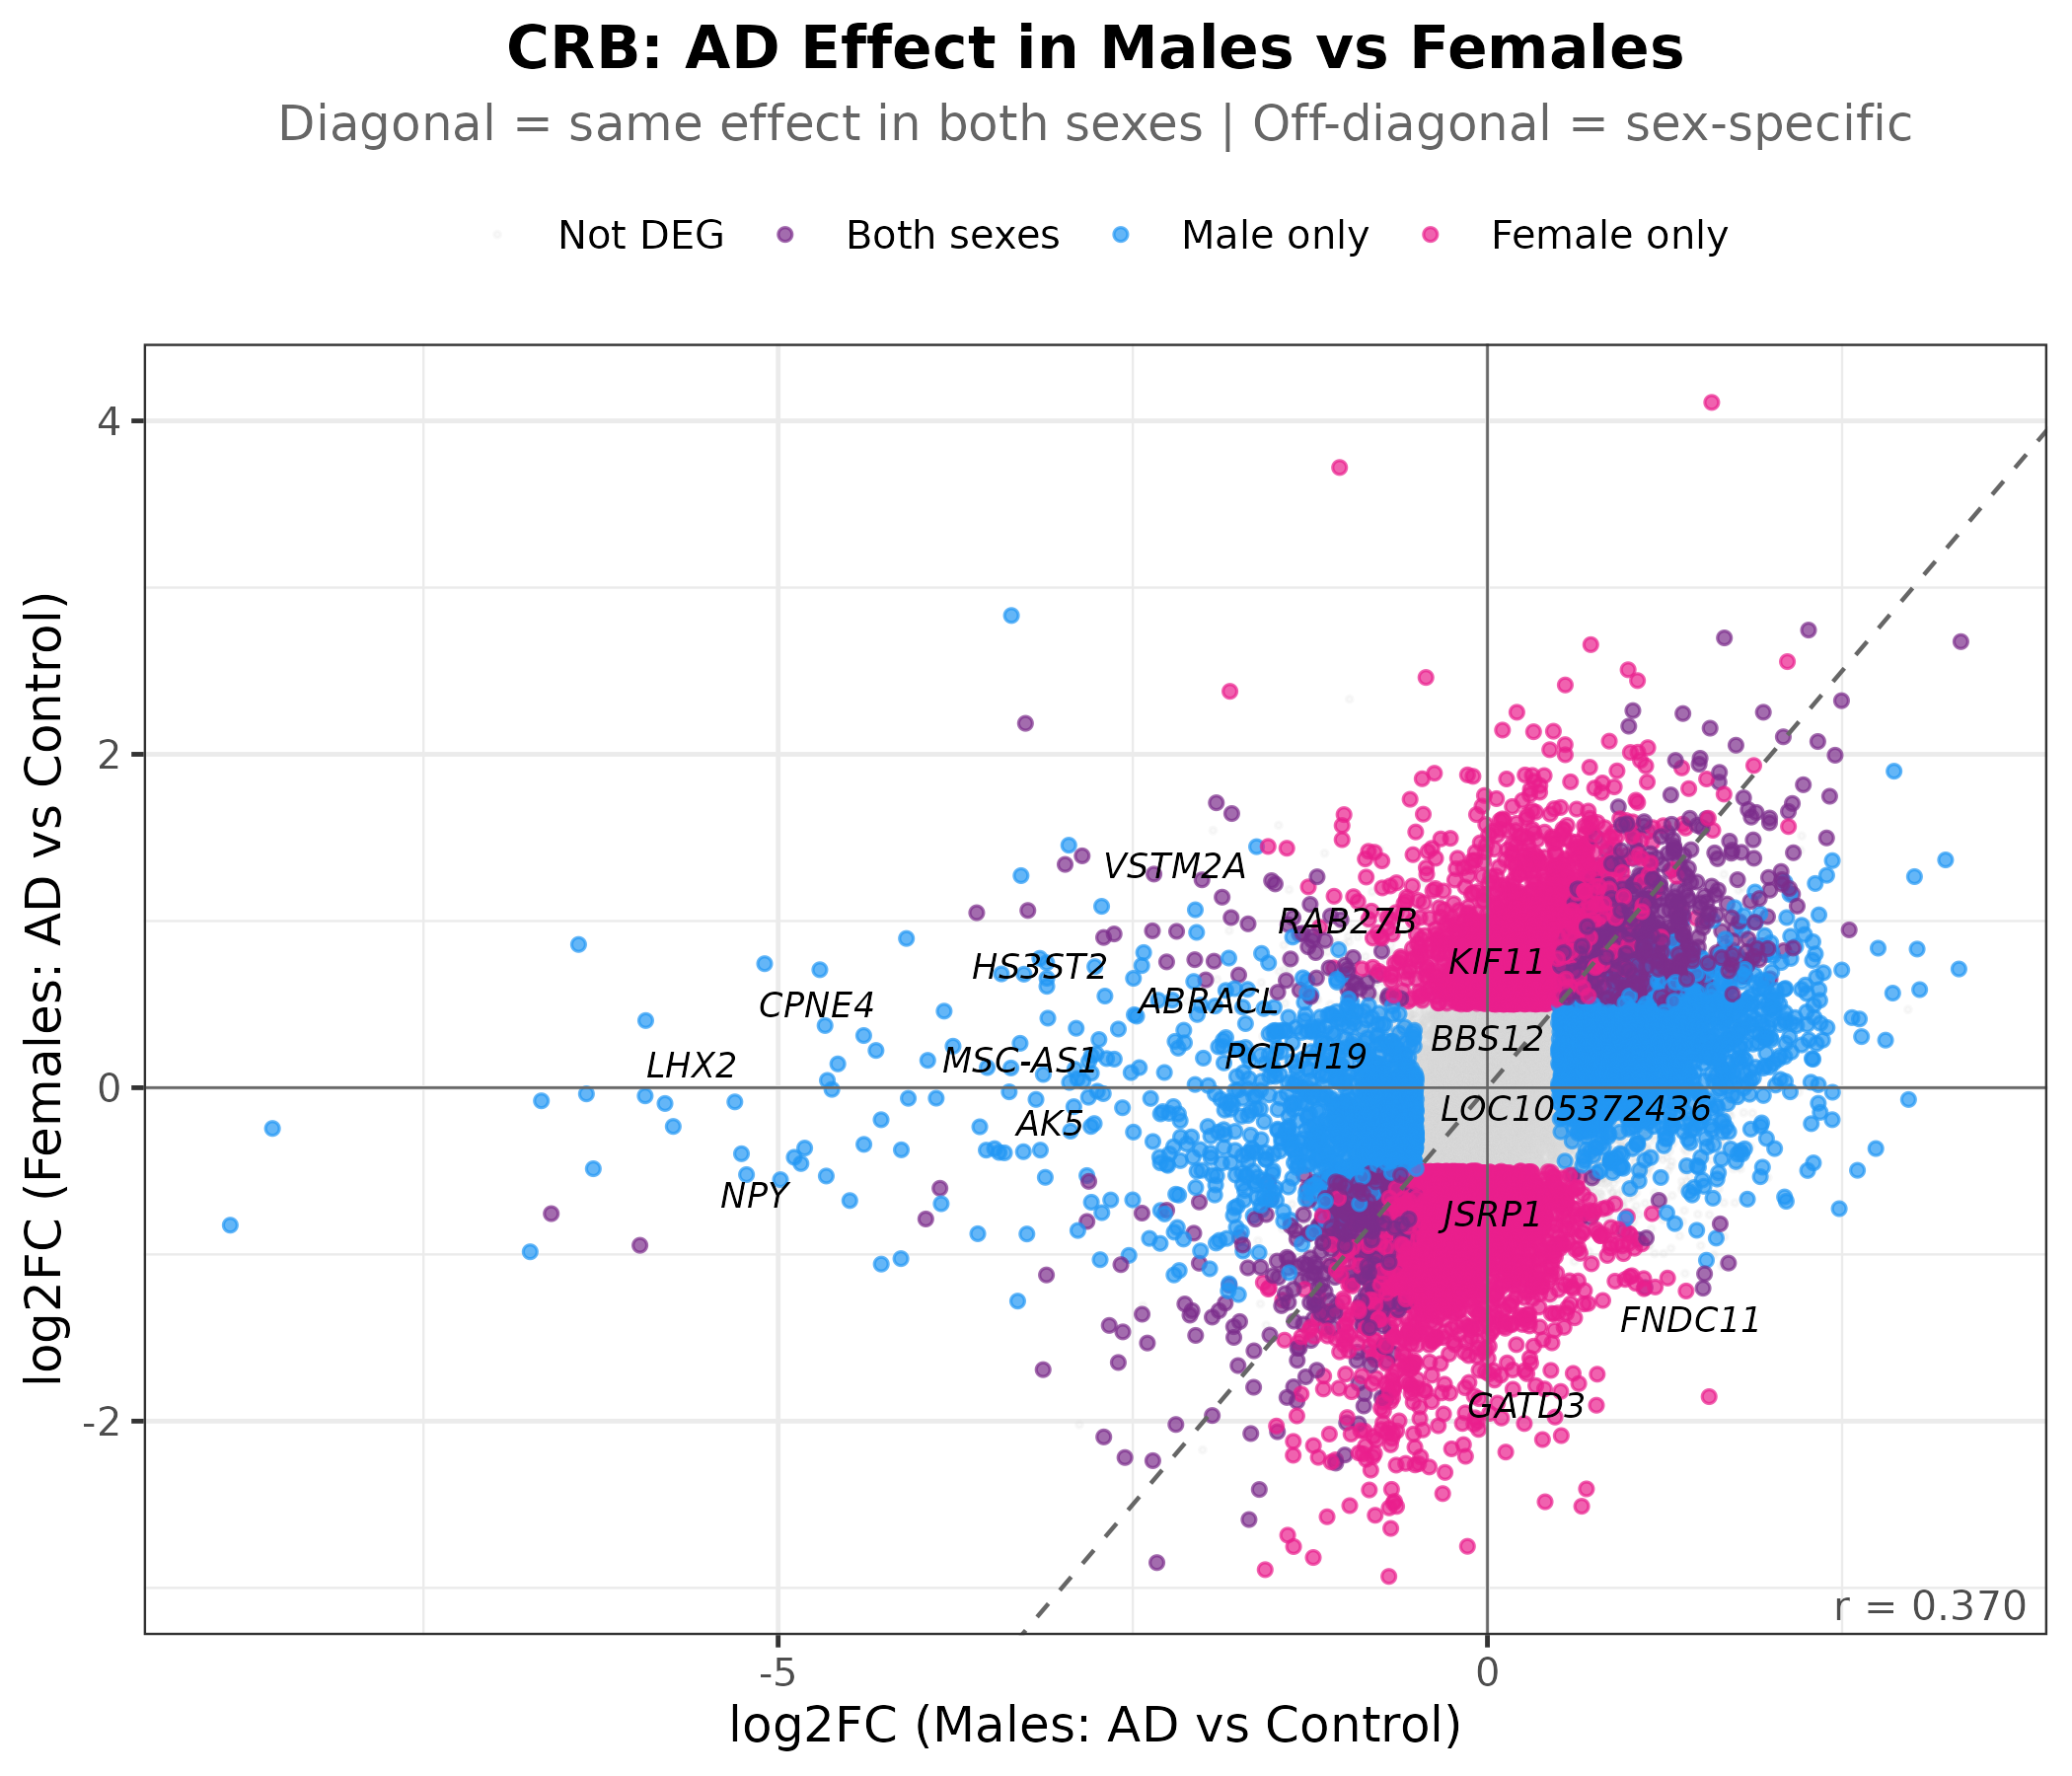 CRB: AD Effect in Males vs Females
Diagonal = same effect in both sexes | Off-diagonal = sex-specific
Not DEG
Both sexes
Male only
Female only
log2FC (Females: AD vs Control)
4
2
0
-2
VSTM2A
RAB27B
KIF11
HS3ST2
ABRACL
CPNE4
BBS12
LHX2
MSC-AS1
PCDH19
AK5
LOC105372436
NPY
JSRP1
FNDC11
GATD3
r = 0.370
-5
0
log2FC (Males: AD vs Control)